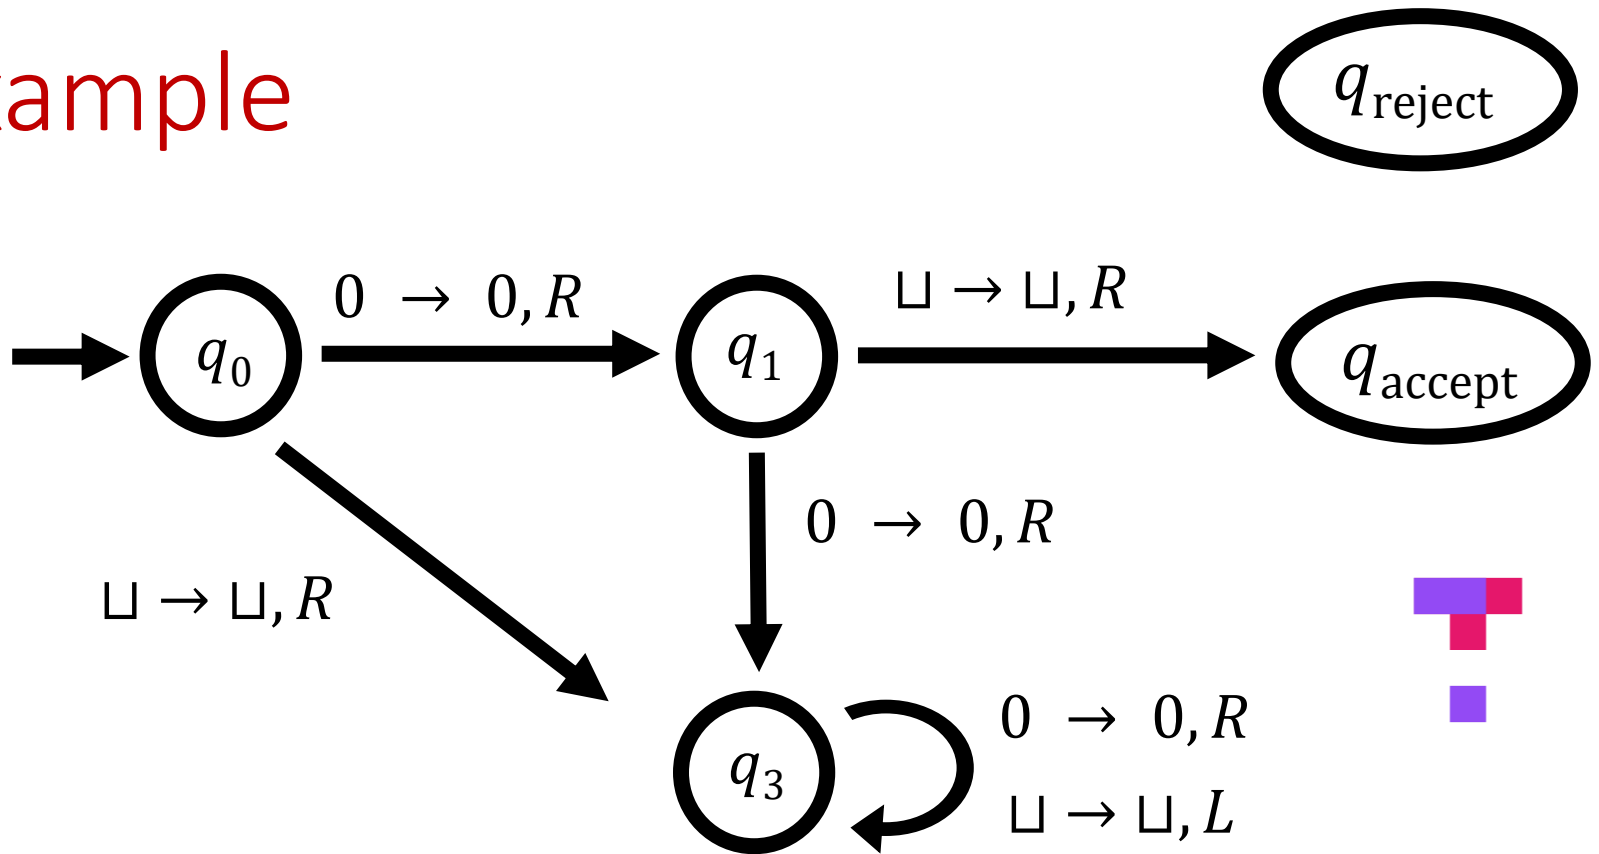 ample
q_reject
0 → 0, R
⊔ → ⊔, R
q_0
q_1
q_accept
0 → 0, R
⊔ → ⊔, R
0 → 0, R
q_3
⊔ → ⊔, L